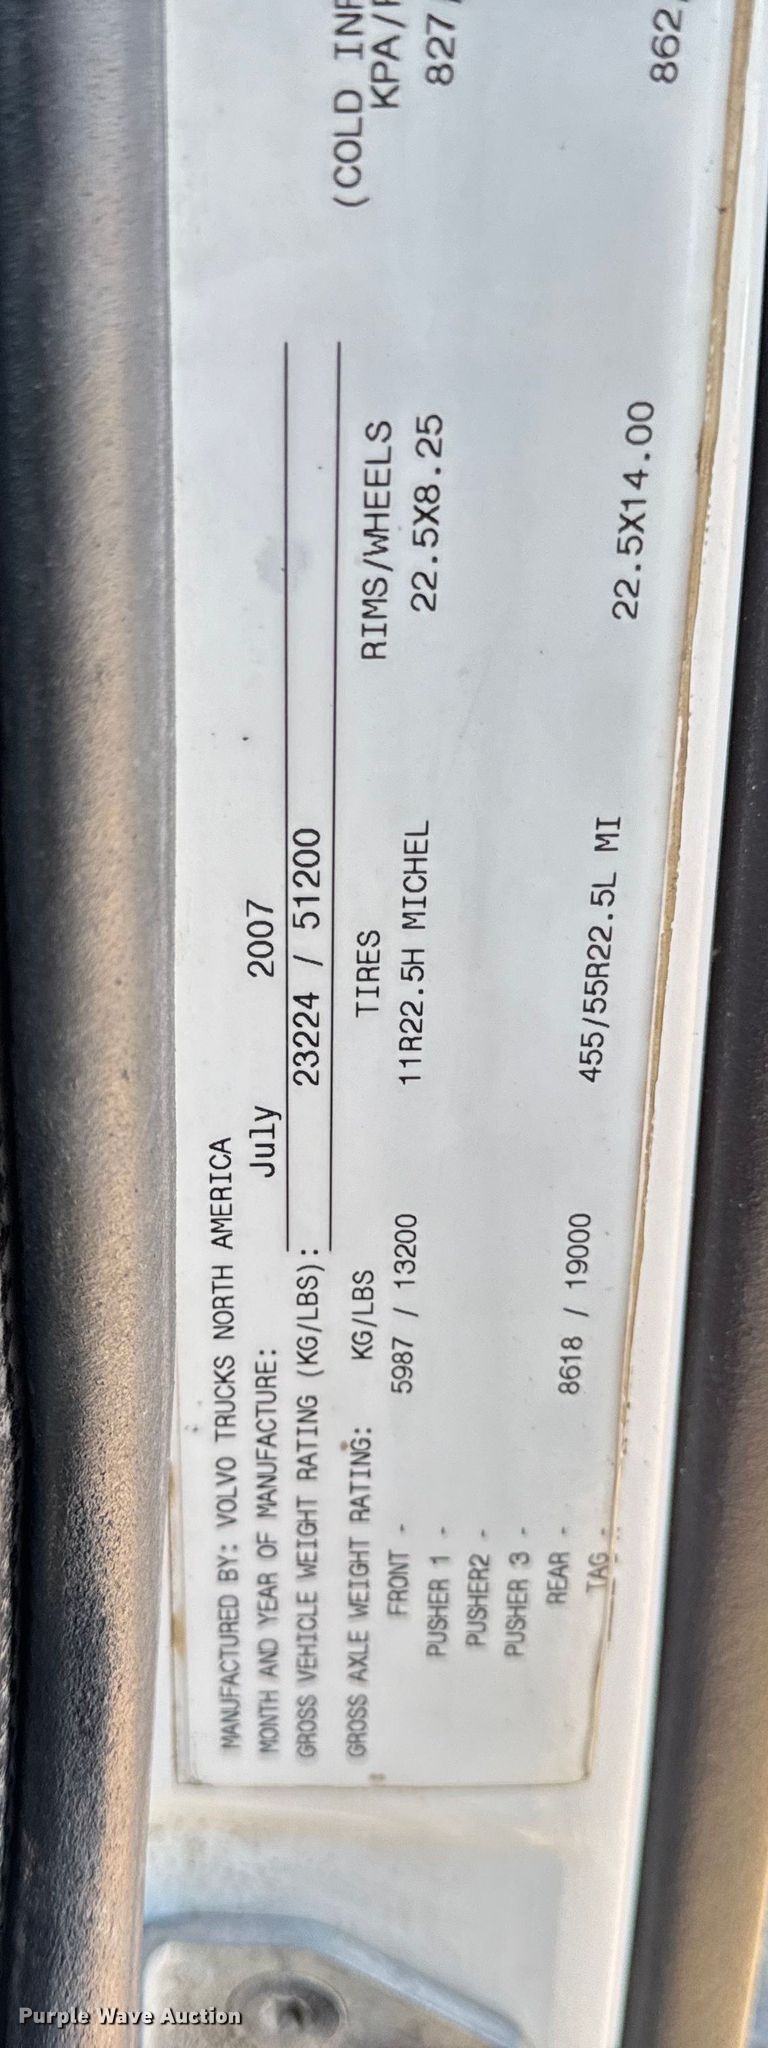 MANUFACTURED BY: VOLVO TRUCKS NORTH AMERICA
MONTH AND YEAR OF MANUFACTURE: July 2007
GROSS VEHICLE WEIGHT RATING (KG/LBS): 23224 / 51200
GROSS AXLE WEIGHT RATING: KG/LBS TIRES RIMS/WHEELS (COLD INF KPA/P
FRONT - 5987 / 13200 11R22.5H MICHEL 22.5X8.25 827/
PUSHER 1 -
PUSHER2 -
PUSHER 3 -
REAR - 8618 / 19000 455/55R22.5L MI 22.5X14.00 862/
TAG -
Purple Wave Auction